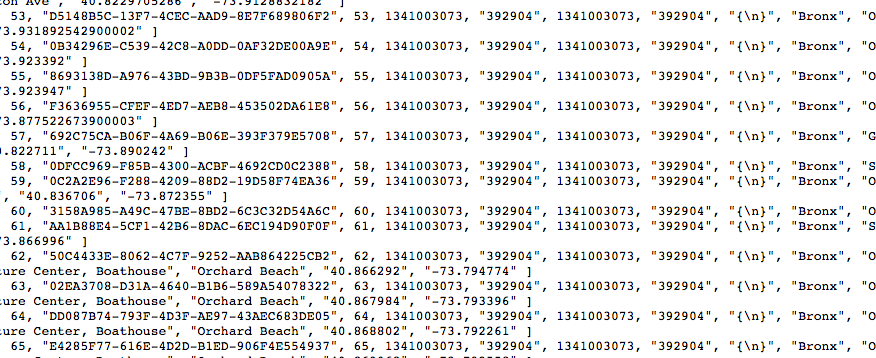 ton Ave", "40.8229705286", "-73.9128832182" ]
53, "D5148B5C-13F7-4CEC-AAD9-8E7F689806F2", 53, 1341003073, "392904", 1341003073, "392904", "{\n}", "Bronx", "O
73.931892542900002" ]
54, "0B34296E-C539-42C8-A0DD-0AF32DE00A9E", 54, 1341003073, "392904", 1341003073, "392904", "{\n}", "Bronx", "O
73.923392" ]
55, "8693138D-A976-43BD-9B3B-0DF5FAD0905A", 55, 1341003073, "392904", 1341003073, "392904", "{\n}", "Bronx", "O
73.923947" ]
56, "F3636955-CFEF-4ED7-AEB8-453502DA61E8", 56, 1341003073, "392904", 1341003073, "392904", "{\n}", "Bronx", "O
73.877522673900003" ]
57, "692C75CA-B06F-4A69-B06E-393F379E5708", 57, 1341003073, "392904", 1341003073, "392904", "{\n}", "Bronx", "G
0.822711", "-73.890242" ]
58, "0DFCC969-F85B-4300-ACBF-4692CD0C2388", 58, 1341003073, "392904", 1341003073, "392904", "{\n}", "Bronx", "S
59, "0C2A2E96-F288-4209-88D2-19D58F74EA36", 59, 1341003073, "392904", 1341003073, "392904", "{\n}", "Bronx", "O
", "40.836706", "-73.872355" ]
60, "3158A985-A49C-47BE-8BD2-6C3C32D54A6C", 60, 1341003073, "392904", 1341003073, "392904", "{\n}", "Bronx", "O
61, "AA1B88E4-5CF1-42B6-8DAC-6EC194D90F0F", 61, 1341003073, "392904", 1341003073, "392904", "{\n}", "Bronx", "S
73.866996" ]
62, "50C4433E-8062-4C7F-9252-AAB864225CB2", 62, 1341003073, "392904", 1341003073, "392904", "{\n}", "Bronx", "O
ture Center, Boathouse", "Orchard Beach", "40.866292", "-73.794774" ]
63, "02EA3708-D31A-4640-B1B6-589A54078322", 63, 1341003073, "392904", 1341003073, "392904", "{\n}", "Bronx", "O
ture Center, Boathouse", "Orchard Beach", "40.867984", "-73.793396" ]
64, "DD087B74-793F-4D3F-AE97-43AEC683DE05", 64, 1341003073, "392904", 1341003073, "392904", "{\n}", "Bronx", "O
ture Center, Boathouse", "Orchard Beach", "40.868802", "-73.792261" ]
65, "E4285F77-616E-4D2D-B1ED-906F4E554937", 65, 1341003073, "392904", 1341003073, "392904", "{\n}", "Bronx", "O